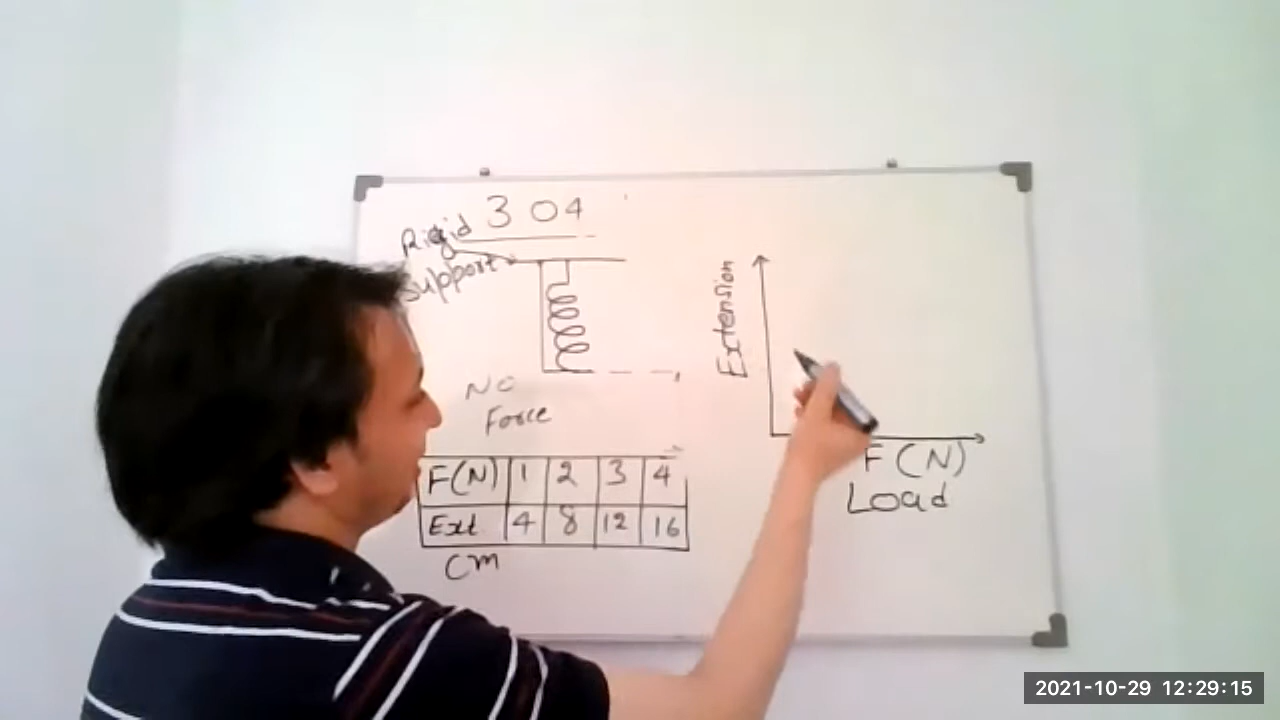 3 04
Rigid
support
No
Force
F(N) 1 2 3 4
Ext 4 8 12 16
cm
Extension
F(N)
Load
2021-10-29 12:29:15